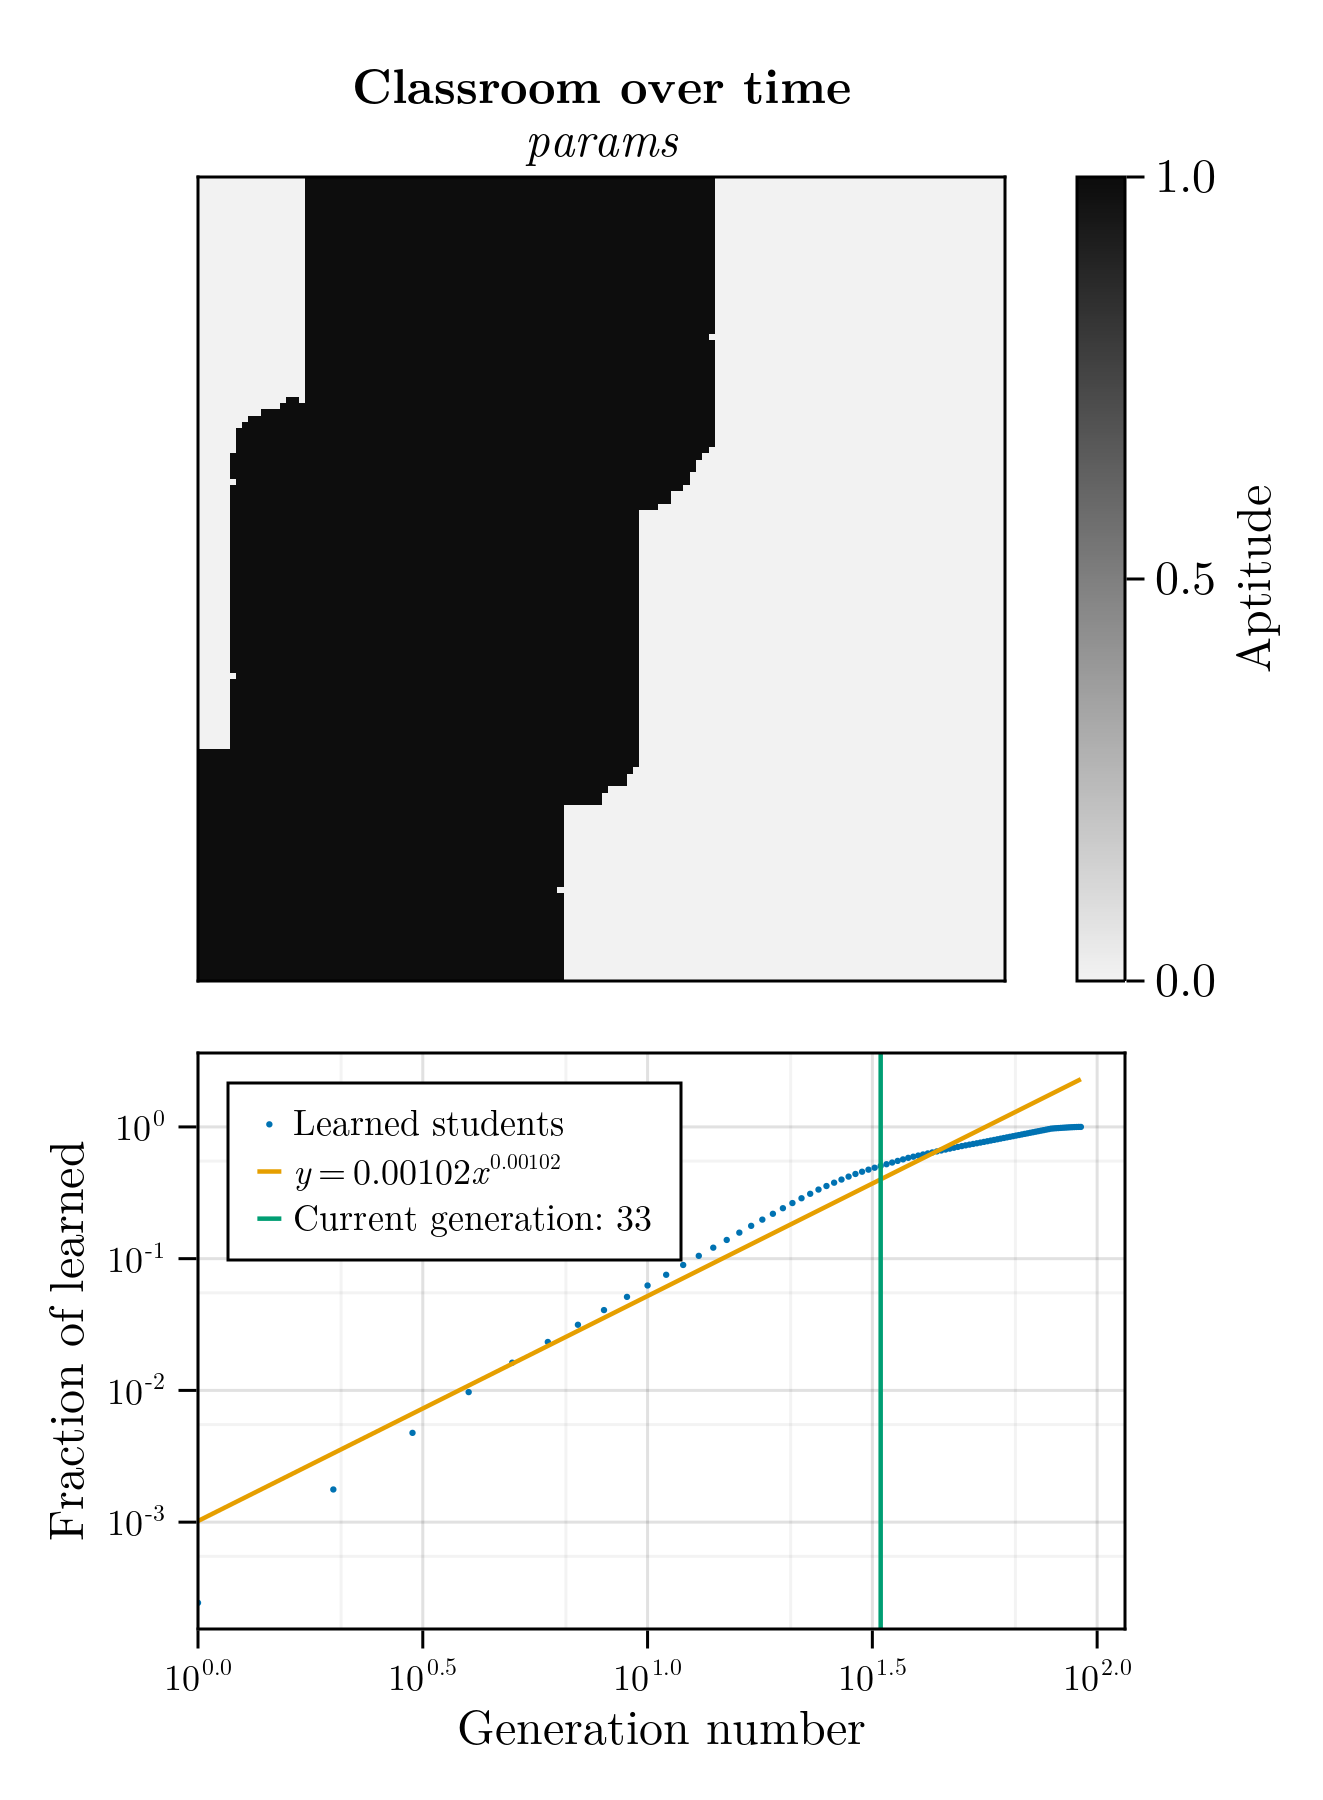 Classroom over time
params
1.0
0.5
0.0
Aptitude
Learned students
y = 0.00102x^0.00102
Current generation: 33
10^0
10^-1
10^-2
10^-3
Fraction of learned
10^0.0 10^0.5 10^1.0 10^1.5 10^2.0
Generation number